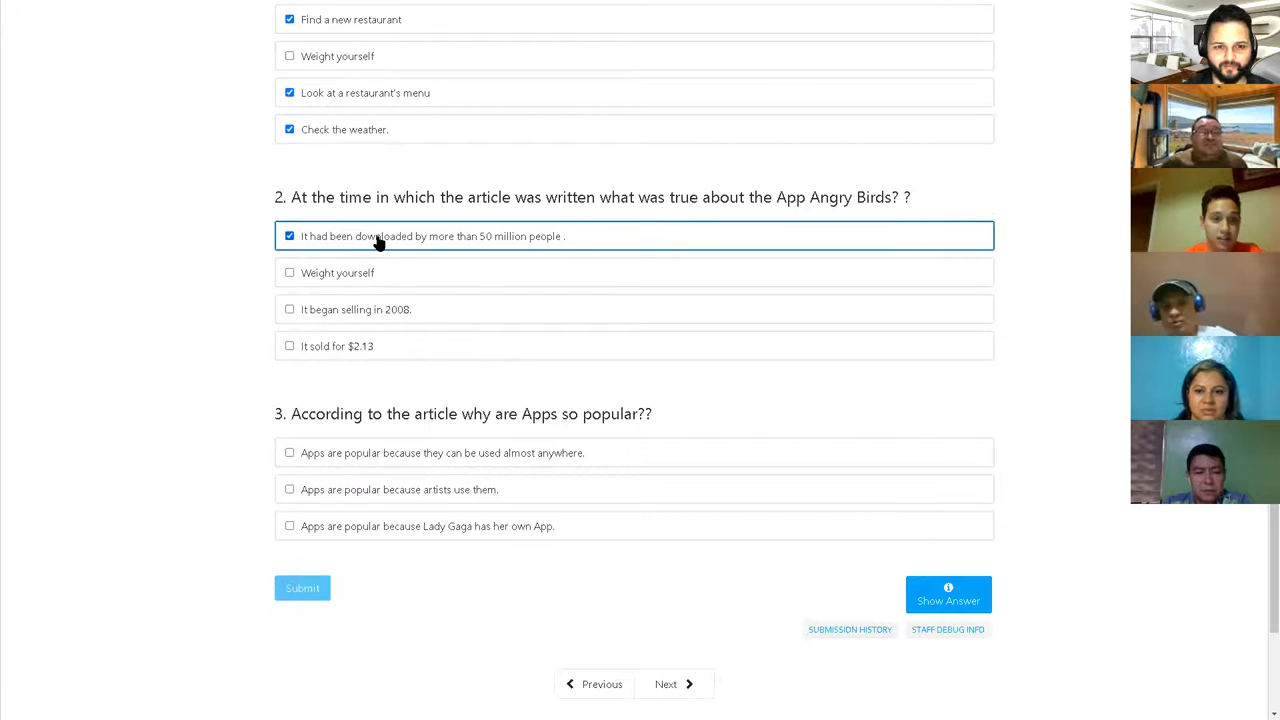 Find a new restaurant
Weight yourself
Look at a restaurant's menu
Check the weather.
2. At the time in which the article was written what was true about the App Angry Birds? ?
It had been downloaded by more than 50 million people .
Weight yourself
It began selling in 2008.
It sold for $2.13
3. According to the article why are Apps so popular??
Apps are popular because they can be used almost anywhere.
Apps are popular because artists use them.
Apps are popular because Lady Gaga has her own App.
Submit
Show Answer
SUBMISSION HISTORY
STAFF DEBUG INFO
Previous
Next